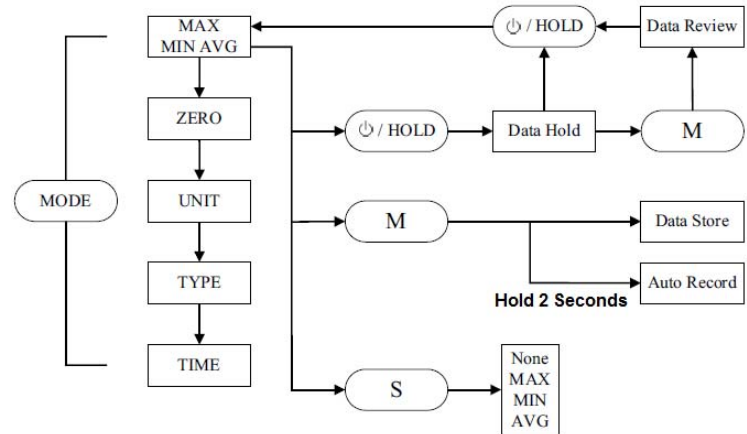 MAX
MIN AVG
⏻ / HOLD
Data Review
ZERO
⏻ / HOLD
Data Hold
M
MODE
UNIT
M
Data Store
TYPE
Auto Record
Hold 2 Seconds
TIME
S
None
MAX
MIN
AVG